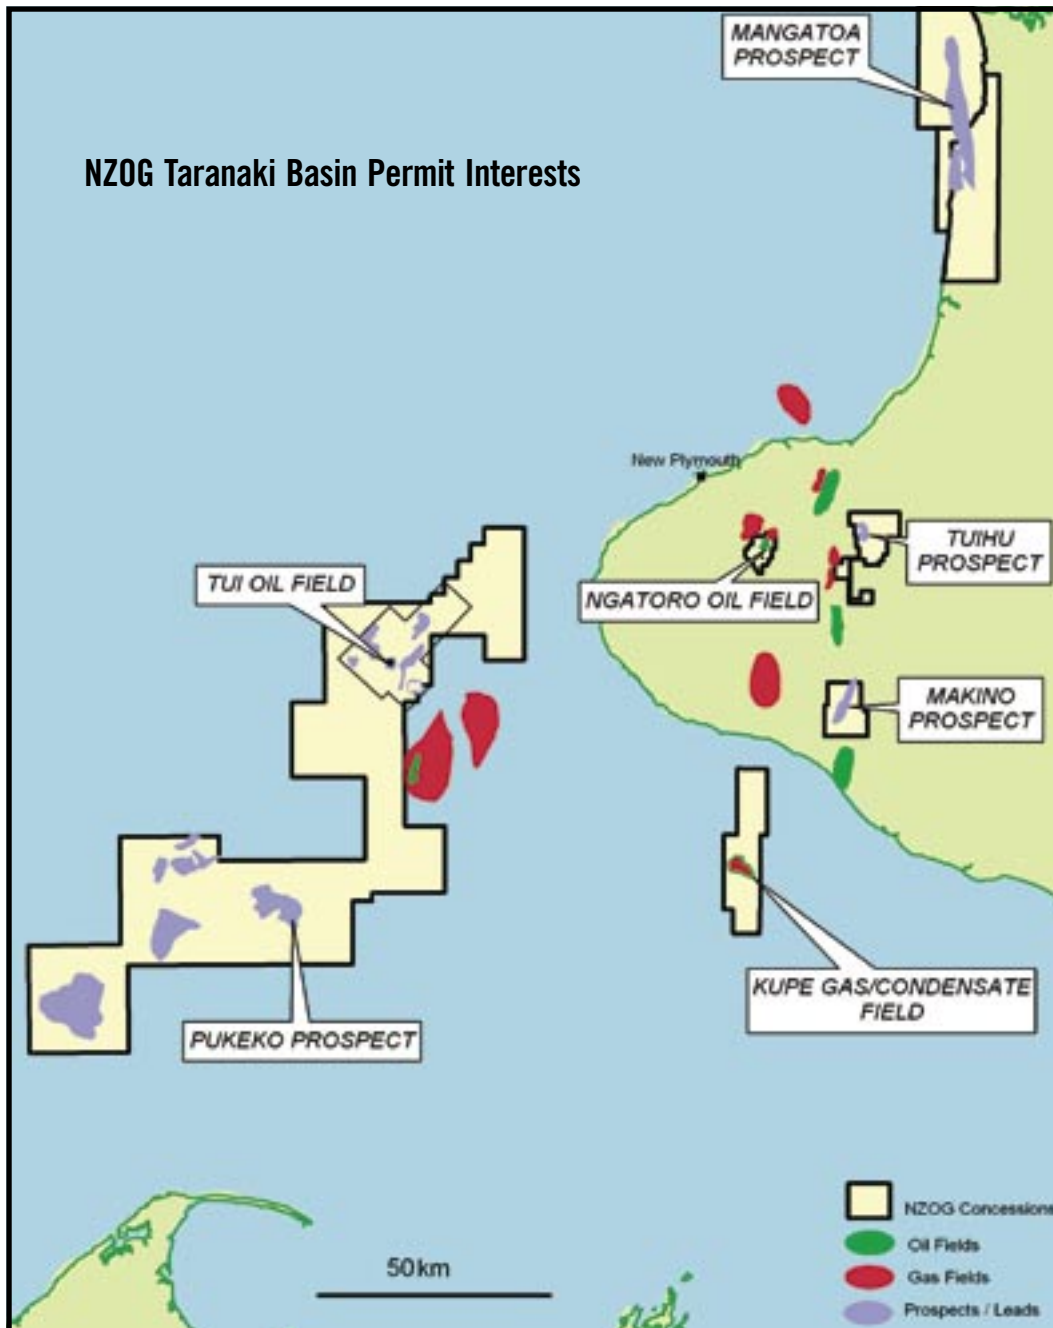 MANGATOA
PROSPECT
NZOG Taranaki Basin Permit Interests
New Plymouth
TUIHU
PROSPECT
TUI OIL FIELD
NGATORO OIL FIELD
MAKINO
PROSPECT
KUPE GAS/CONDENSATE
FIELD
PUKEKO PROSPECT
50km
NZOG Concessions
Oil Fields
Gas Fields
Prospects / Leads